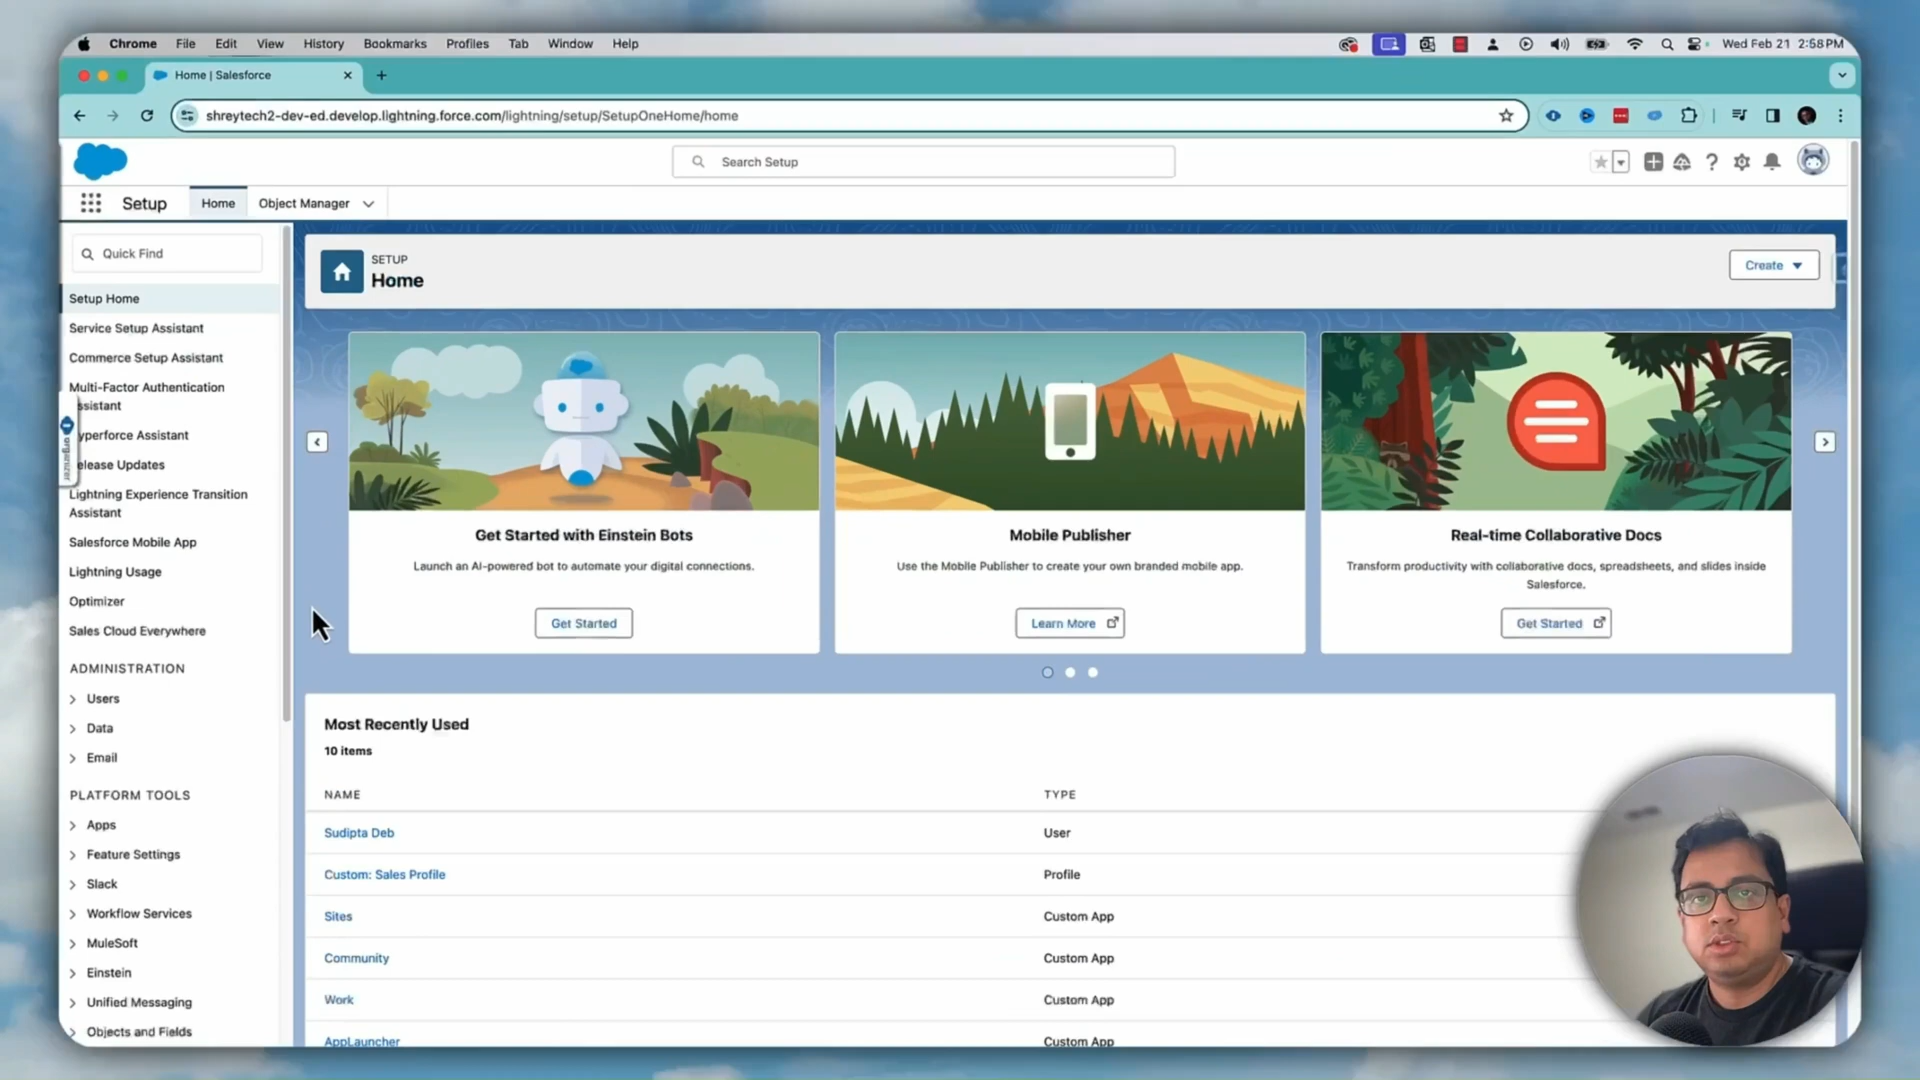 Chrome File Edit View History Bookmarks Profiles Tab Window Help Wed Feb 21 2:58 PM
Home | Salesforce
shreytech2-dev-ed.develop.lightning.force.com/lightning/setup/SetupOneHome/home
Search Setup
Setup Home Object Manager
Quick Find
Setup Home
Service Setup Assistant
Commerce Setup Assistant
Multi-Factor Authentication
ssistant
yperforce Assistant
elease Updates
Lightning Experience Transition
Assistant
Salesforce Mobile App
Lightning Usage
Optimizer
Sales Cloud Everywhere
ADMINISTRATION
Users
Data
Email
PLATFORM TOOLS
Apps
Feature Settings
Slack
Workflow Services
MuleSoft
Einstein
Unified Messaging
Objects and Fields
organizer
SETUP
Home
Create
Get Started with Einstein Bots
Launch an AI-powered bot to automate your digital connections.
Get Started
Mobile Publisher
Use the Mobile Publisher to create your own branded mobile app.
Learn More
Real-time Collaborative Docs
Transform productivity with collaborative docs, spreadsheets, and slides inside
Salesforce.
Get Started
Most Recently Used
10 items
NAME TYPE
Sudipta Deb User
Custom: Sales Profile Profile
Sites Custom App
Community Custom App
Work Custom App
AppLauncher Custom App